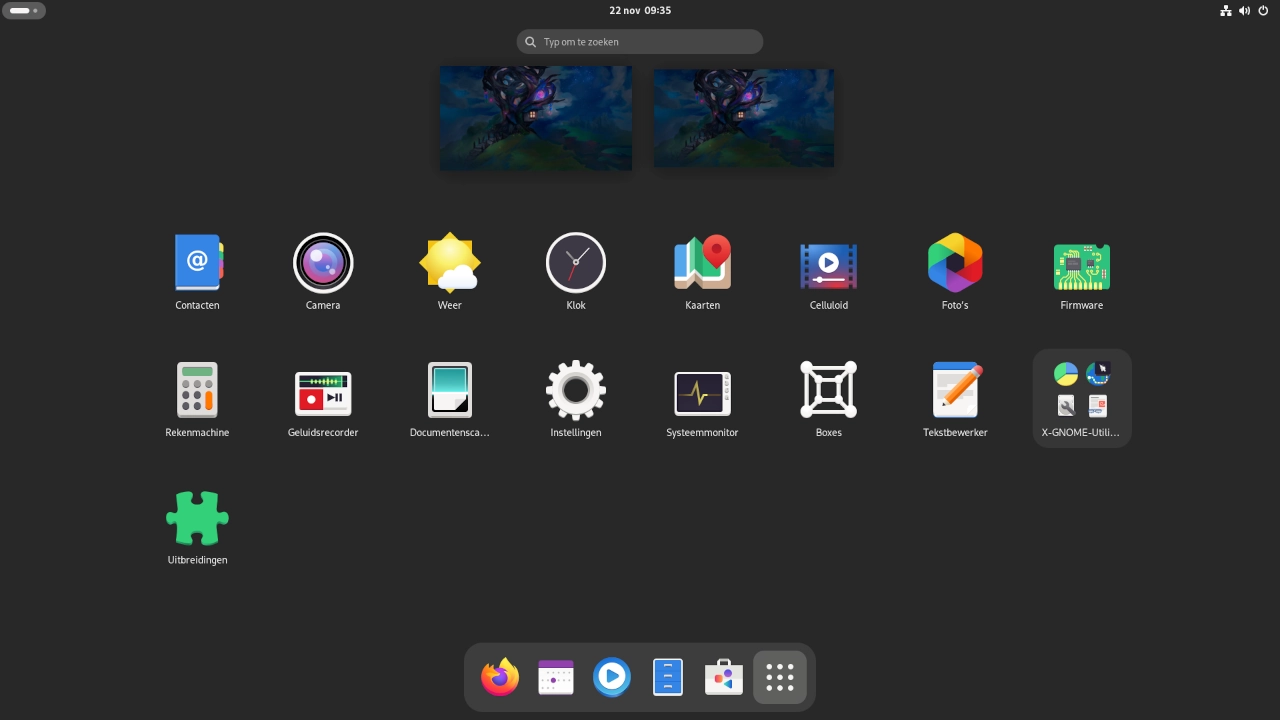 22 nov 09:35
Typ om te zoeken
Contacten
Camera
Weer
Klok
Kaarten
Celluloid
Foto's
Firmware
Rekenmachine
Geluidsrecorder
Documentensca...
Instellingen
Systeemmonitor
Boxes
Tekstbewerker
X-GNOME-Utili...
Uitbreidingen